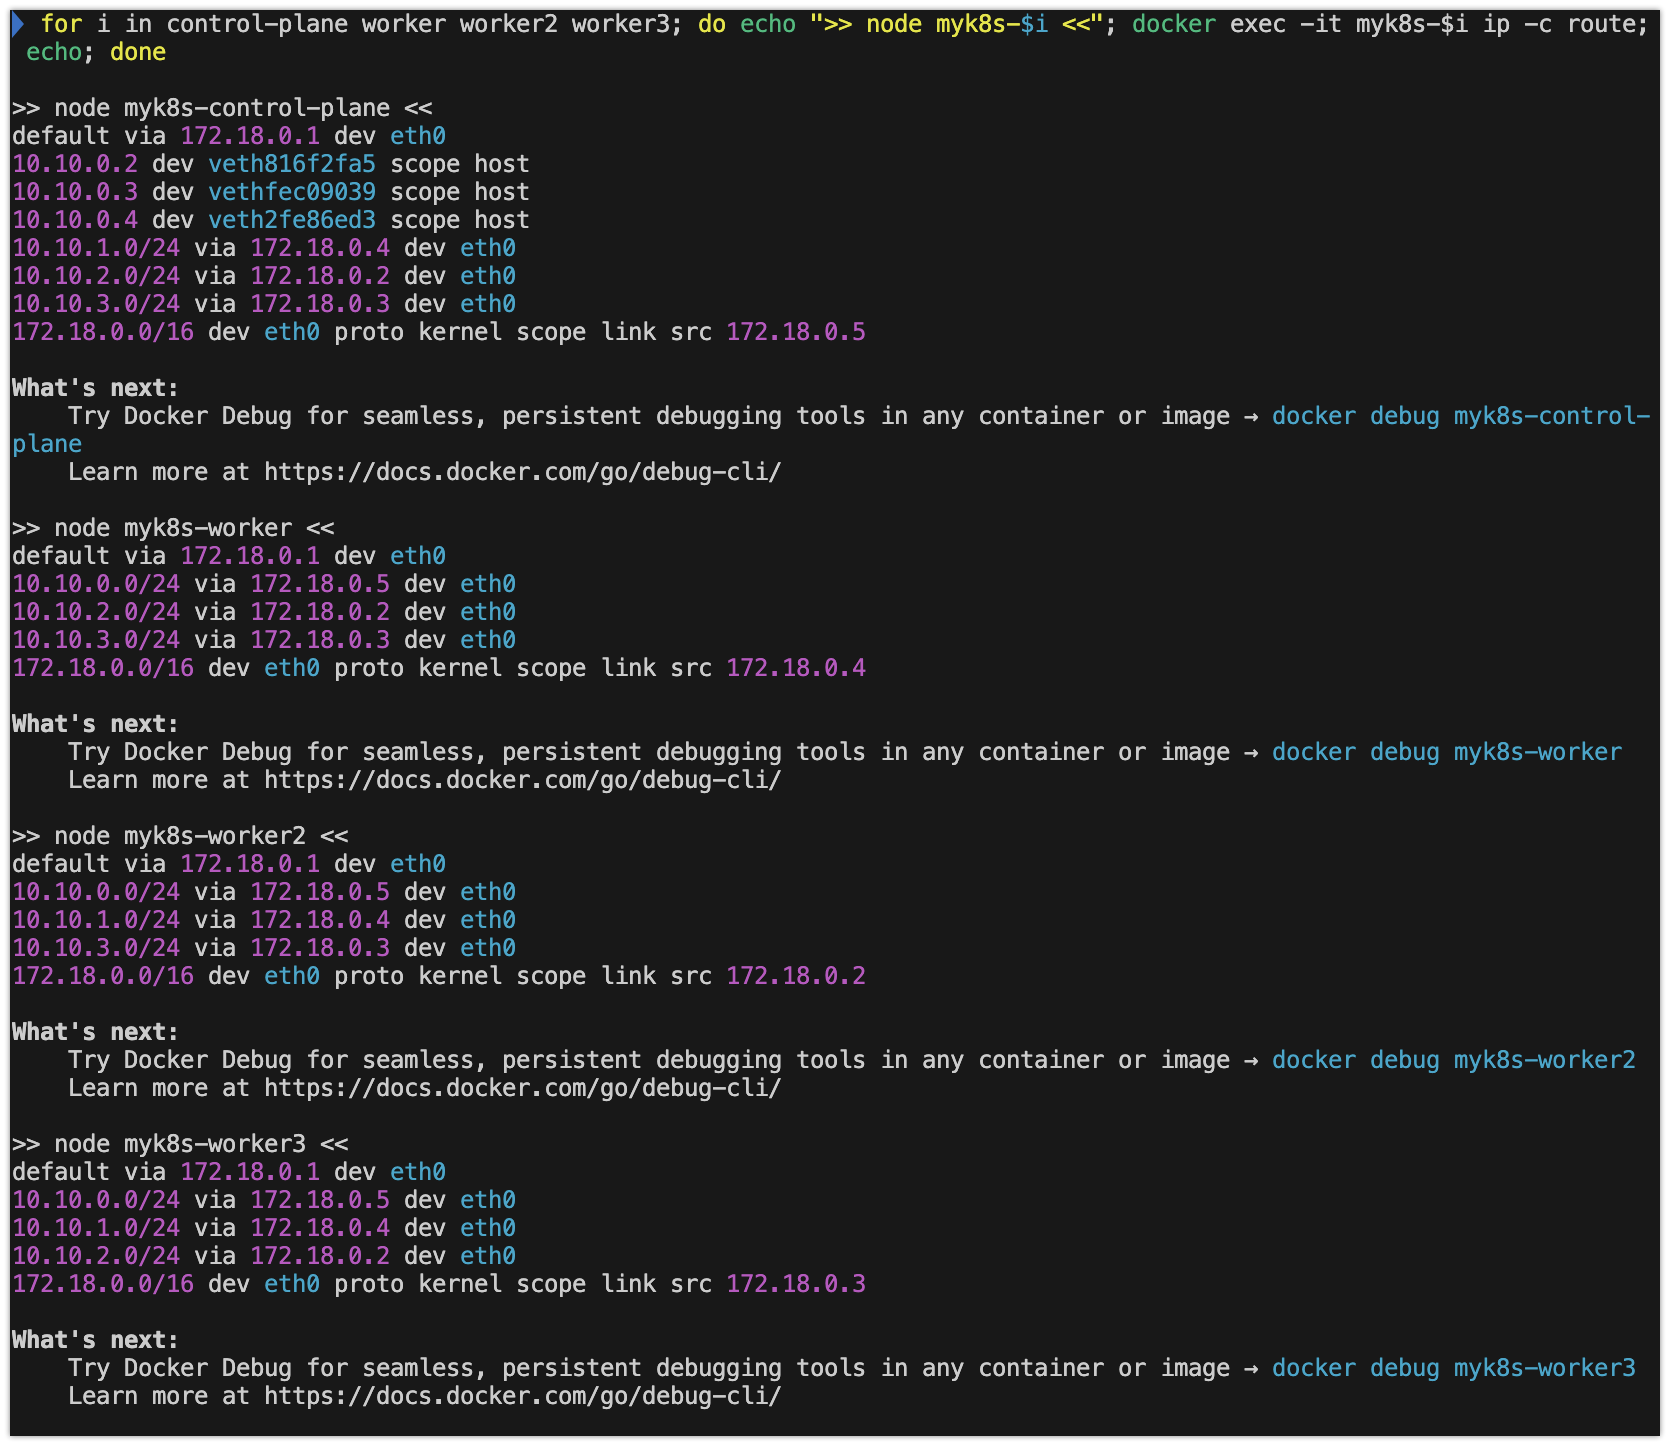 for i in control-plane worker worker2 worker3; do echo ">> node myk8s-$i <<"; docker exec -it myk8s-$i ip -c route;
echo; done
>> node myk8s-control-plane <<
default via 172.18.0.1 dev eth0
10.10.0.2 dev veth816f2fa5 scope host
10.10.0.3 dev vethfec09039 scope host
10.10.0.4 dev veth2fe86ed3 scope host
10.10.1.0/24 via 172.18.0.4 dev eth0
10.10.2.0/24 via 172.18.0.2 dev eth0
10.10.3.0/24 via 172.18.0.3 dev eth0
172.18.0.0/16 dev eth0 proto kernel scope link src 172.18.0.5
What's next:
Try Docker Debug for seamless, persistent debugging tools in any container or image → docker debug myk8s-control-
plane
Learn more at https://docs.docker.com/go/debug-cli/
>> node myk8s-worker <<
default via 172.18.0.1 dev eth0
10.10.0.0/24 via 172.18.0.5 dev eth0
10.10.2.0/24 via 172.18.0.2 dev eth0
10.10.3.0/24 via 172.18.0.3 dev eth0
172.18.0.0/16 dev eth0 proto kernel scope link src 172.18.0.4
What's next:
Try Docker Debug for seamless, persistent debugging tools in any container or image → docker debug myk8s-worker
Learn more at https://docs.docker.com/go/debug-cli/
>> node myk8s-worker2 <<
default via 172.18.0.1 dev eth0
10.10.0.0/24 via 172.18.0.5 dev eth0
10.10.1.0/24 via 172.18.0.4 dev eth0
10.10.3.0/24 via 172.18.0.3 dev eth0
172.18.0.0/16 dev eth0 proto kernel scope link src 172.18.0.2
What's next:
Try Docker Debug for seamless, persistent debugging tools in any container or image → docker debug myk8s-worker2
Learn more at https://docs.docker.com/go/debug-cli/
>> node myk8s-worker3 <<
default via 172.18.0.1 dev eth0
10.10.0.0/24 via 172.18.0.5 dev eth0
10.10.1.0/24 via 172.18.0.4 dev eth0
10.10.2.0/24 via 172.18.0.2 dev eth0
172.18.0.0/16 dev eth0 proto kernel scope link src 172.18.0.3
What's next:
Try Docker Debug for seamless, persistent debugging tools in any container or image → docker debug myk8s-worker3
Learn more at https://docs.docker.com/go/debug-cli/